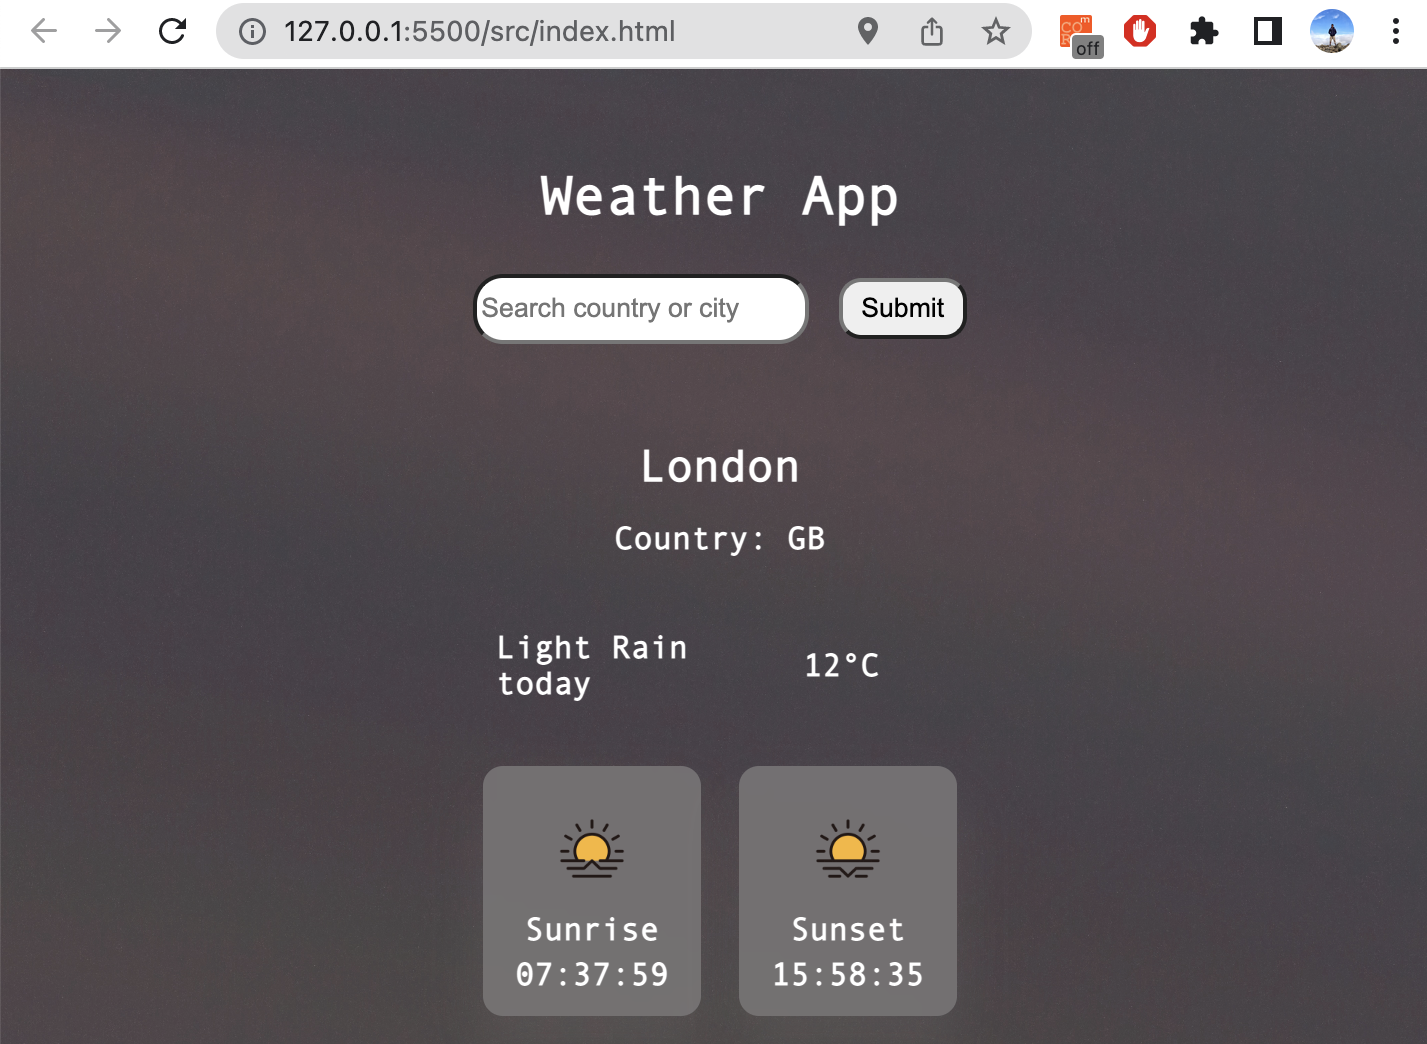 127.0.0.1:5500/src/index.html
com
off
Weather App
Search country or city
Submit
London
Country: GB
Light Rain
today
12°C
Sunrise
07:37:59
Sunset
15:58:35